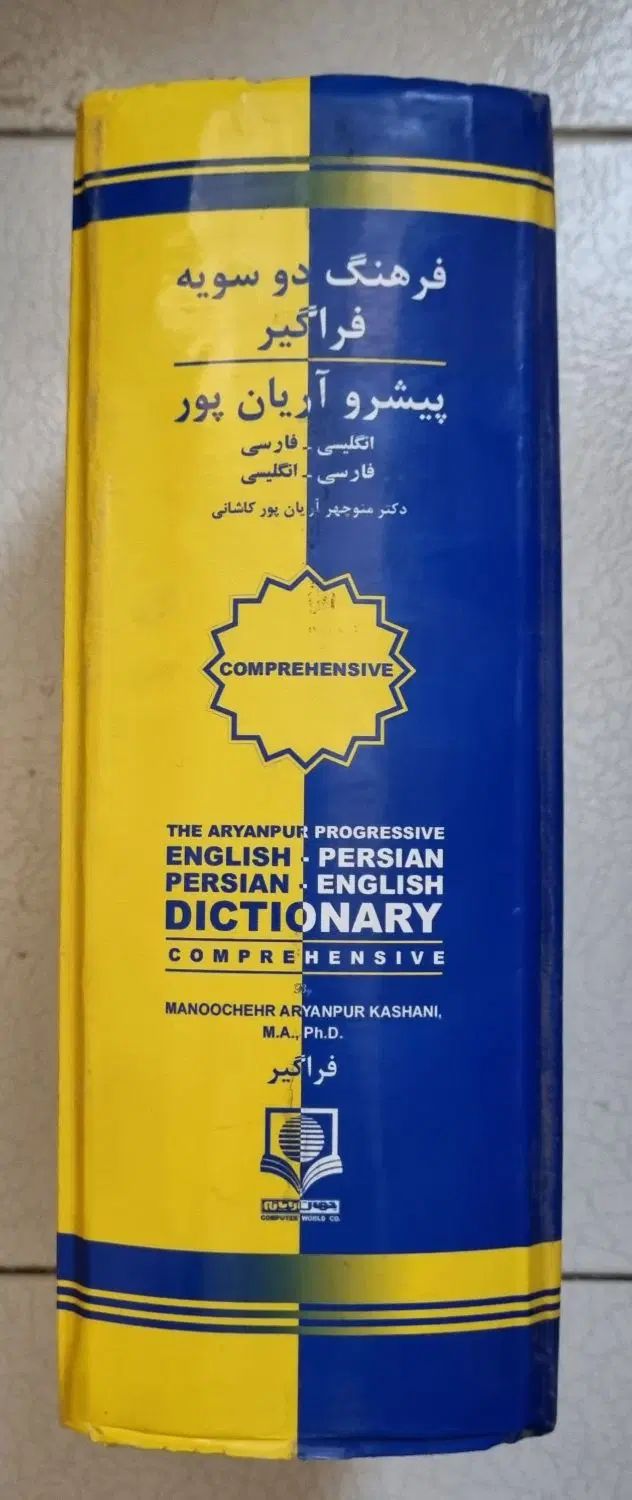 فرهنگ دو سویه
فراگیر
پیشرو آریان پور
انگلیسی - فارسی
فارسی - انگلیسی
دکتر منوچهر آریان پور کاشانی
COMPREHENSIVE
THE ARYANPUR PROGRESSIVE
ENGLISH - PERSIAN
PERSIAN - ENGLISH
DICTIONARY
COMPREHENSIVE
By
MANOOCHEHR ARYANPUR KASHANI,
M.A., Ph.D.
فراگیر
COMPUTER WORLD CO.